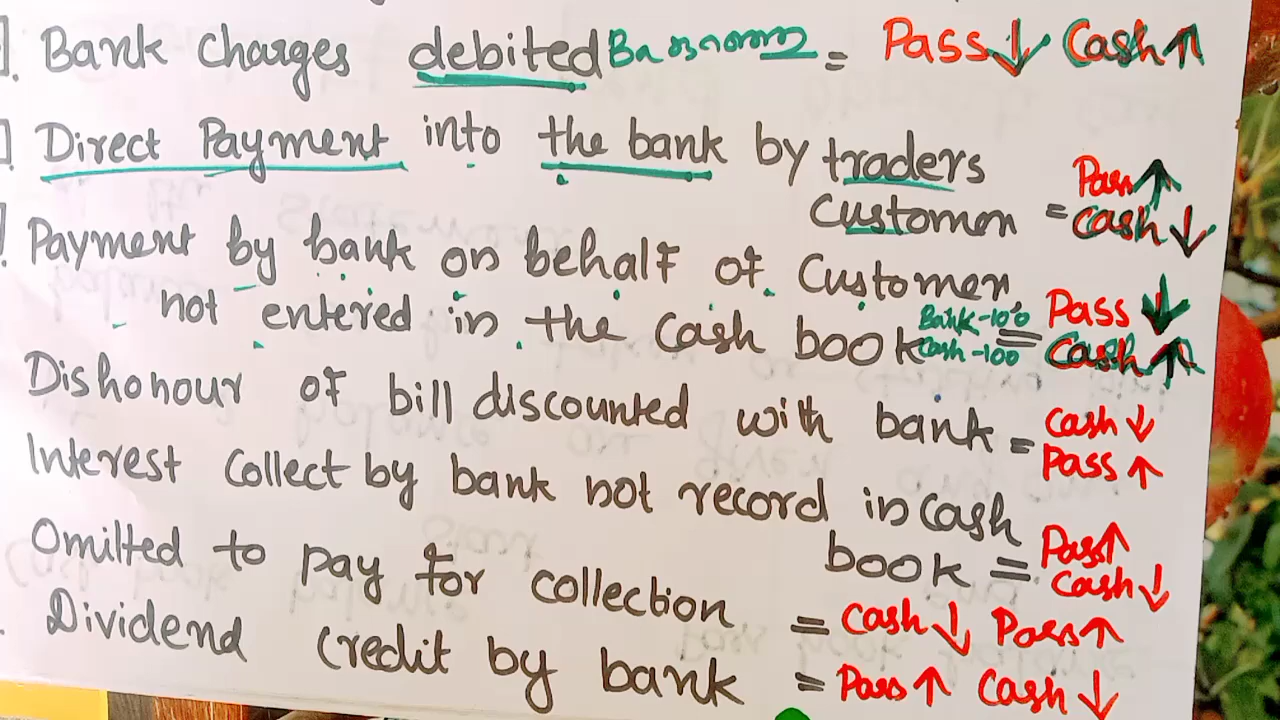 Bank Charges debited = Pass ↓ Cash ↑
Direct Payment into the bank by traders
Customer = Pass ↑ Cash ↓
Payment by bank on behalf of Customer
not entered in the Cash book Bank-100 Cash-100 = Pass ↓ Cash ↑
Dishonour of bill discounted with bank = Cash ↓ Pass ↑
Interest Collect by bank not record in Cash
book = Pass ↑ Cash ↓
Omitted to pay for collection = Cash ↓ Pass ↑
Dividend Credit by bank = Pass ↑ Cash ↓